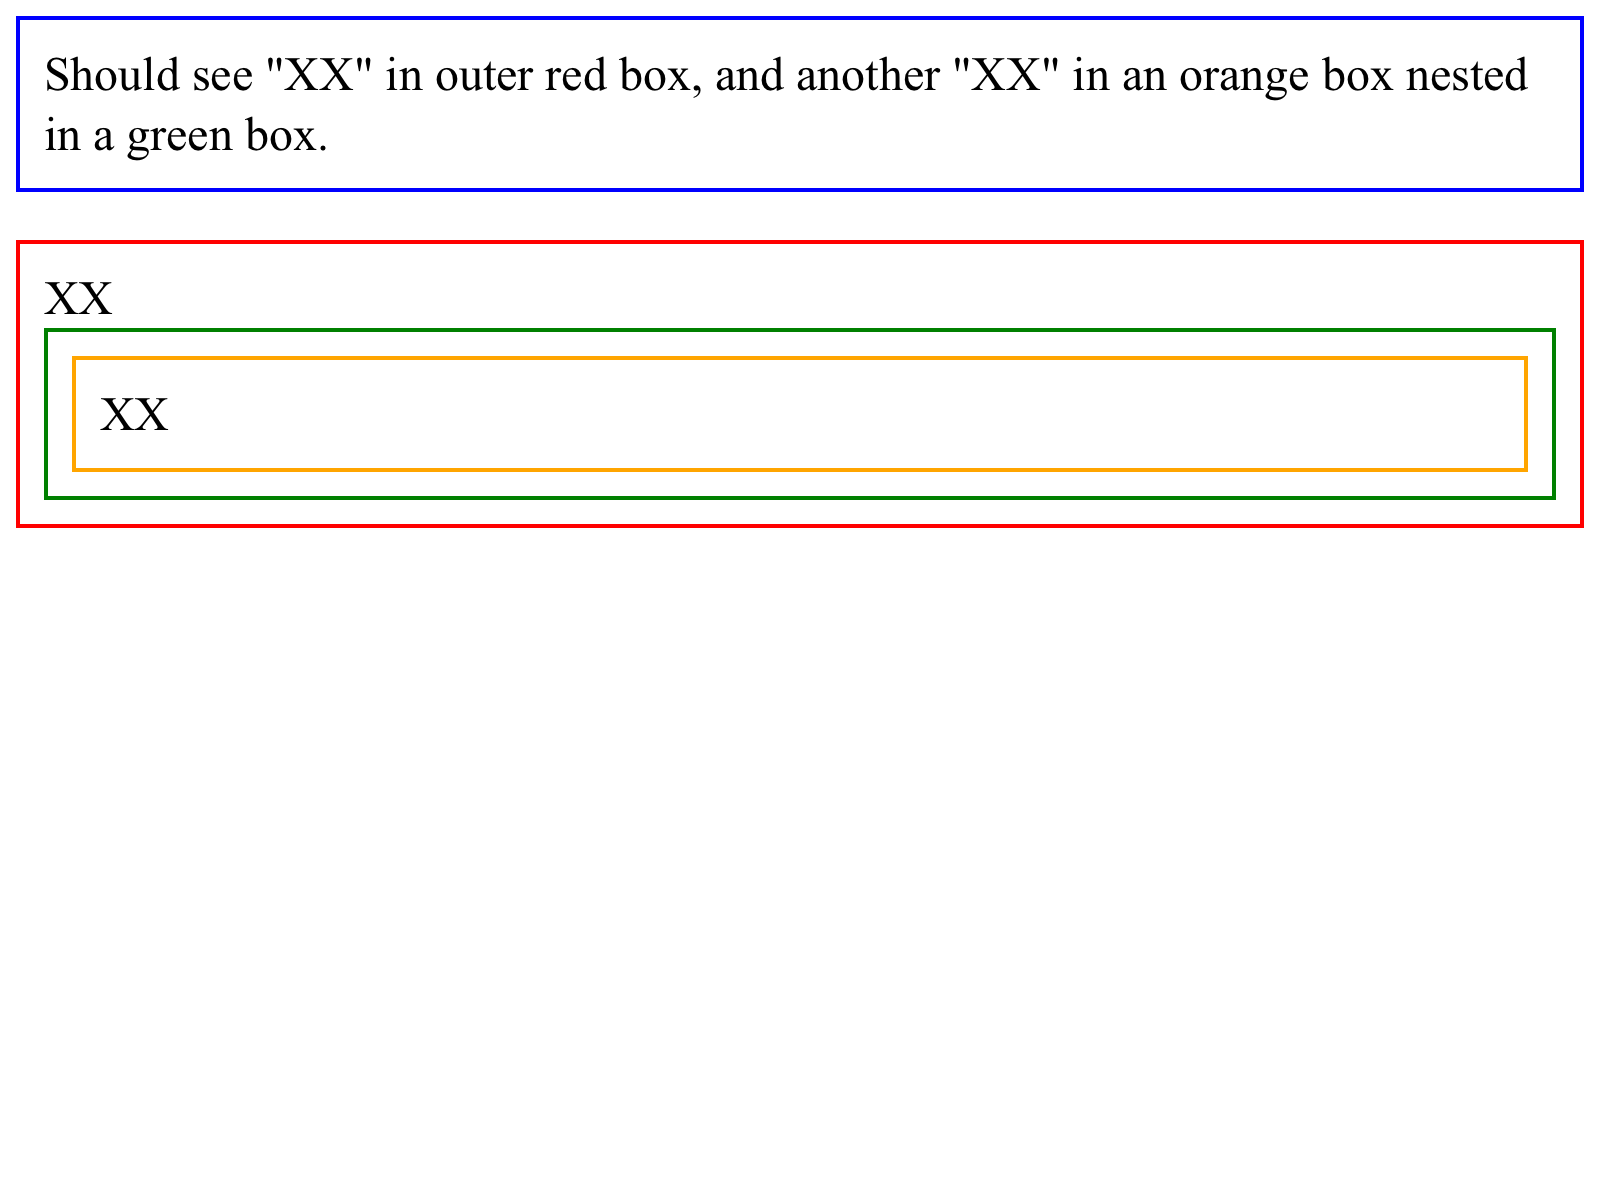 Should see "XX" in outer red box, and another "XX" in an orange box nested
in a green box.
XX
XX